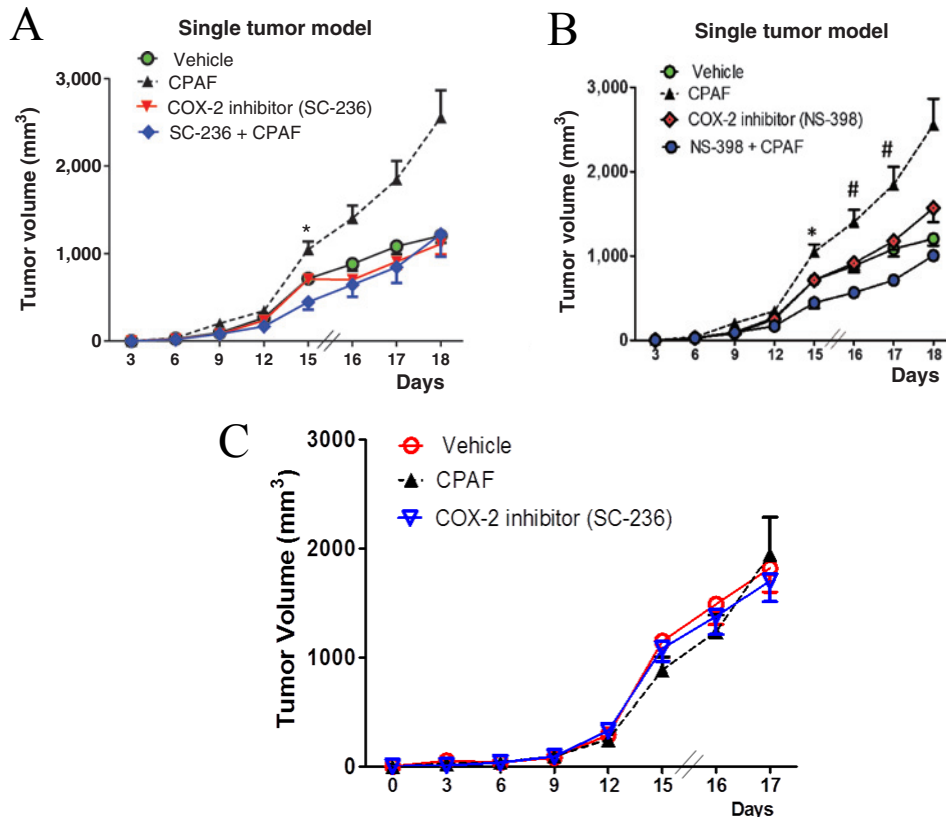 A
Single tumor model
Vehicle
CPAF
COX-2 inhibitor (SC-236)
SC-236 + CPAF
Tumor volume (mm³)
3,000
2,000
1,000
0
*
3 6 9 12 15 16 17 18
Days
B
Single tumor model
Vehicle
CPAF
COX-2 inhibitor (NS-398)
NS-398 + CPAF
Tumor volume (mm³)
3,000
2,000
1,000
0
* # #
3 6 9 12 15 16 17 18
Days
C
Vehicle
CPAF
COX-2 inhibitor (SC-236)
Tumor Volume (mm³)
3000
2000
1000
0
0 3 6 9 12 15 16 17
Days